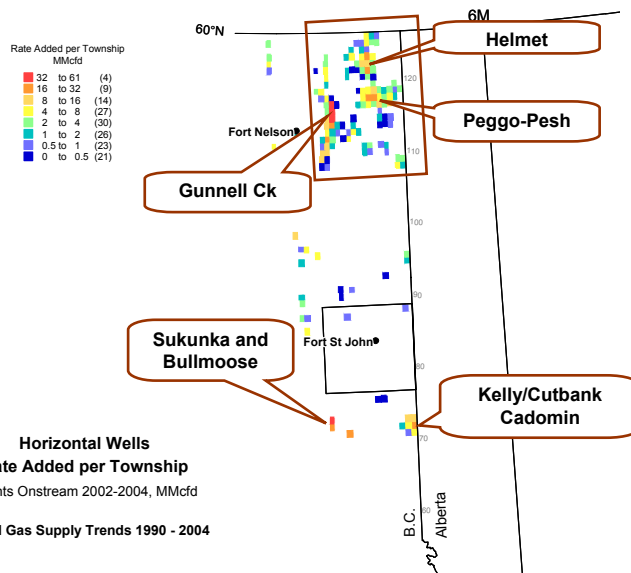 60°N
6M
Rate Added per Township
MMcfd
32 to 61 (4)
16 to 32 (9)
8 to 16 (14)
4 to 8 (27)
2 to 4 (30)
1 to 2 (26)
0.5 to 1 (23)
0 to 0.5 (21)
Helmet
120
Peggo-Pesh
Fort Nelson
110
Gunnell Ck
100
90
Sukunka and
Bullmoose
Fort St John
80
Kelly/Cutbank
Cadomin
70
Horizontal Wells
ate Added per Township
nts Onstream 2002-2004, MMcfd
60
B.C.
Alberta
l Gas Supply Trends 1990 - 2004